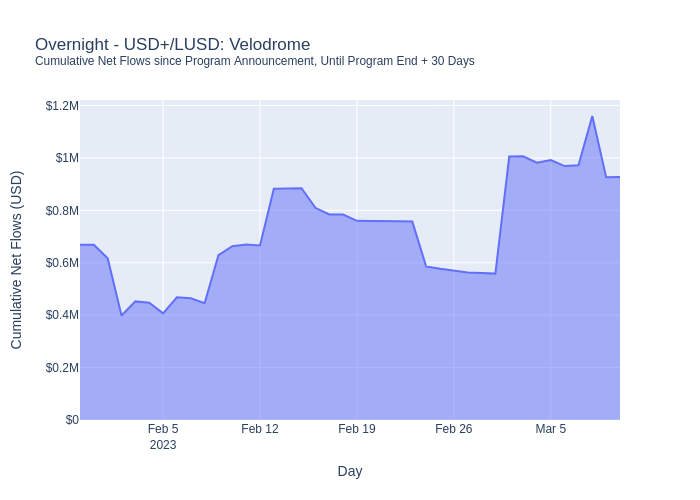 Overnight - USD+/LUSD: Velodrome
Cumulative Net Flows since Program Announcement, Until Program End + 30 Days
Cumulative Net Flows (USD)
$1.2M
$1M
$0.8M
$0.6M
$0.4M
$0.2M
$0
Feb 5 Feb 12 Feb 19 Feb 26 Mar 5
2023
Day